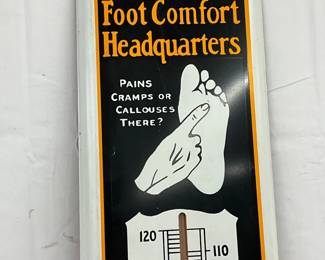 Foot Comfort
Headquarters
PAINS
CRAMPS OR
CALLOUSES
THERE?
120
110